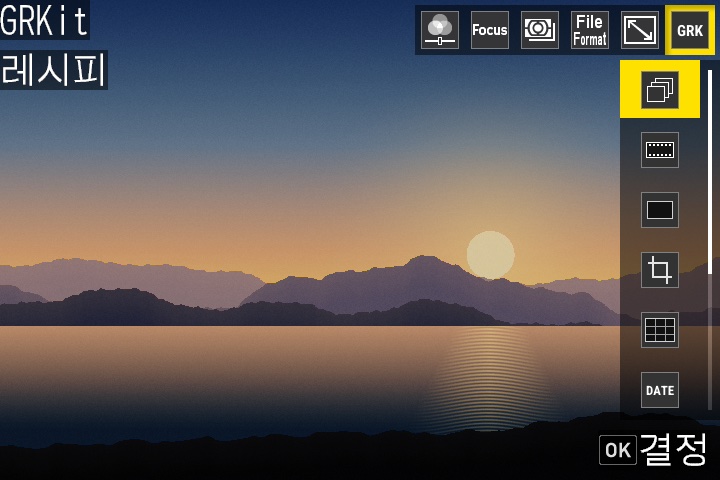 GRKit
레시피
Focus
File
Format
GRK
DATE
OK 결정